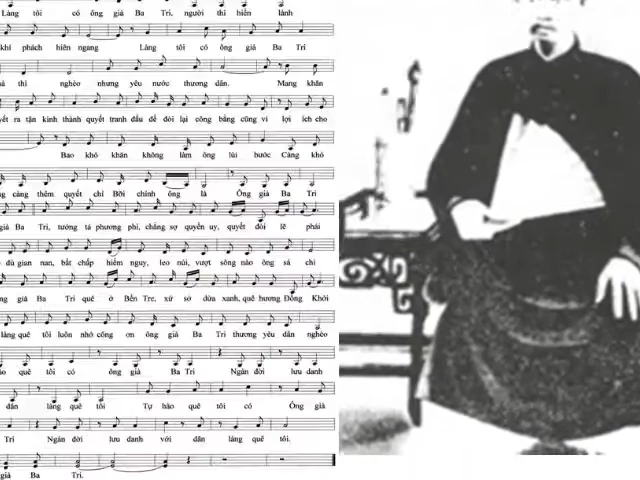 Làng tôi có ông già Ba Tri, người thì hiền lành
khí phách hiên ngang Làng tôi có ông già Ba Tri
thì nghèo nhưng yêu nước thương dân. Mang khăn
ra tận kinh thành quyết tranh đấu để đòi lại công bằng cũng vì lợi ích cho
Bao khó khăn không làm ông lùi bước Càng khó
càng thêm quyết chí Bởi chính ông là Ông già Ba Tri
già Ba Tri, tướng tá phương phi, chẳng sợ quyền uy, quyết đòi lẽ phải
dù gian nan, bất chấp hiểm nguy, leo núi, vượt sông nào ông sá chi
già Ba Tri quê ở Bến Tre, xứ sở dừa xanh, quê hương Đồng Khởi
làng quê tôi luôn nhớ công ơn ông già Ba Tri thương yêu dân nghèo
quê tôi có ông già Ba Tri Ngàn đời lưu danh
dân làng quê tôi Tự hào quê tôi có Ông già
Tri Ngàn đời lưu danh với dân làng quê tôi.
già Ba Tri.